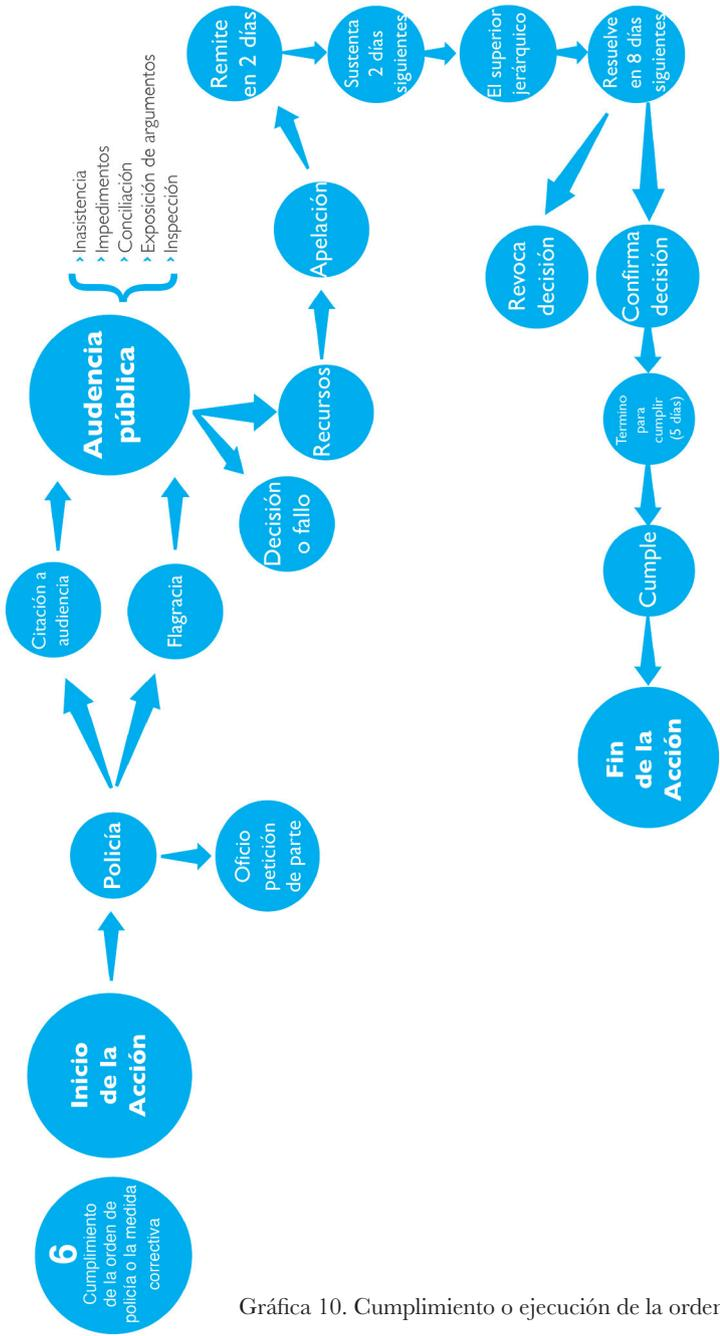 6
Cumplimiento
de la orden de
policía o la medida
correctiva
Inicio
de la
Acción
Policía
Oficio
petición
de parte
Citación a
audiencia
Flagracia
Audencia
pública
› Inasistencia
› Impedimentos
› Conciliación
› Exposición de argumentos
› Inspección
Decisión
o fallo
Recursos
Apelación
Remite
en 2 días
Sustenta
2 días
siguientes
El superior
jerárquico
Resuelve
en 8 días
siguientes
Revoca
decisión
Confirma
decisión
Termino
para
cumplir
(5 días)
Cumple
Fin
de la
Acción
Gráfica 10. Cumplimiento o ejecución de la orden